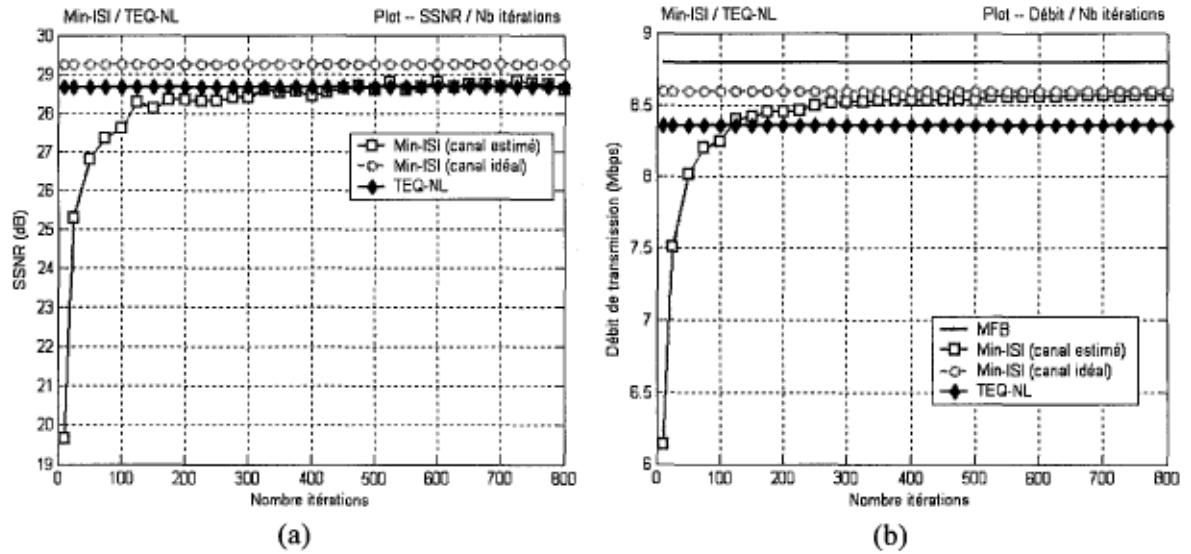 Min-ISI / TEQ-NL Plot -- SSNR / Nb itérations
30
29
28
27
26
25
24
23
22
21
20
19
SSNR (dB)
Min-ISI (canal estimé)
Min-ISI (canal idéal)
TEQ-NL
0 100 200 300 400 500 600 700 800
Nombre itérations
(a)
Min-ISI / TEQ-NL Plot -- Débit / Nb itérations
9
8.5
8
7.5
7
6.5
6
Débit de transmission (Mbps)
MFB
Min-ISI (canal estimé)
Min-ISI (canal idéal)
TEQ-NL
0 100 200 300 400 500 600 700 800
Nombre itérations
(b)